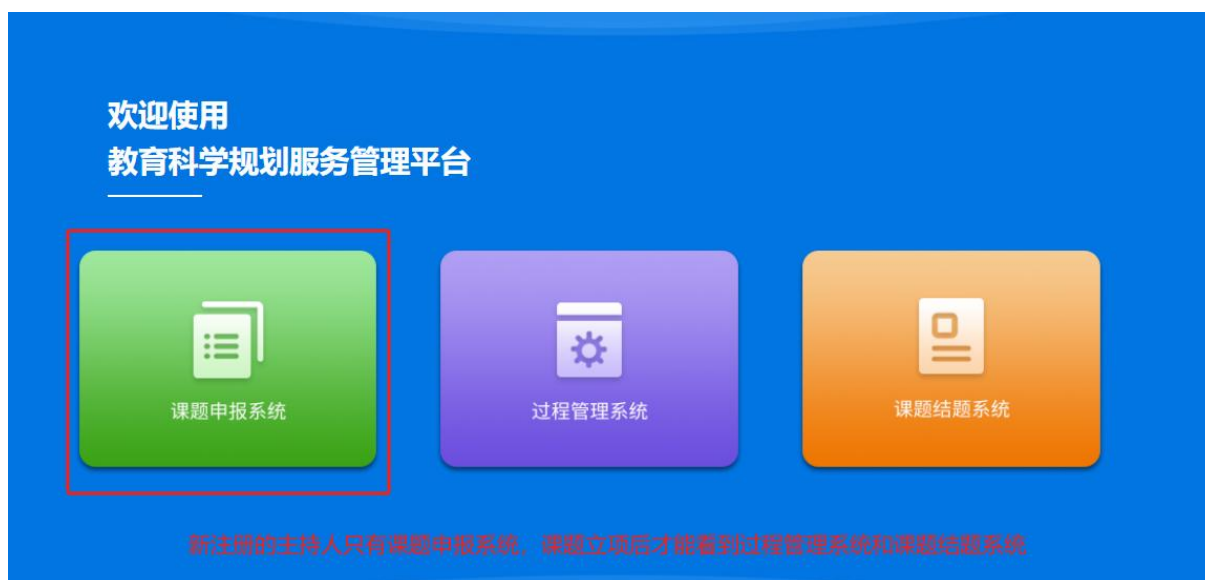 欢迎使用
教育科学规划服务管理平台
课题申报系统
过程管理系统
课题结题系统
新注册的主持人只有课题申报系统，课题立项后才能看到过程管理系统和课题结题系统